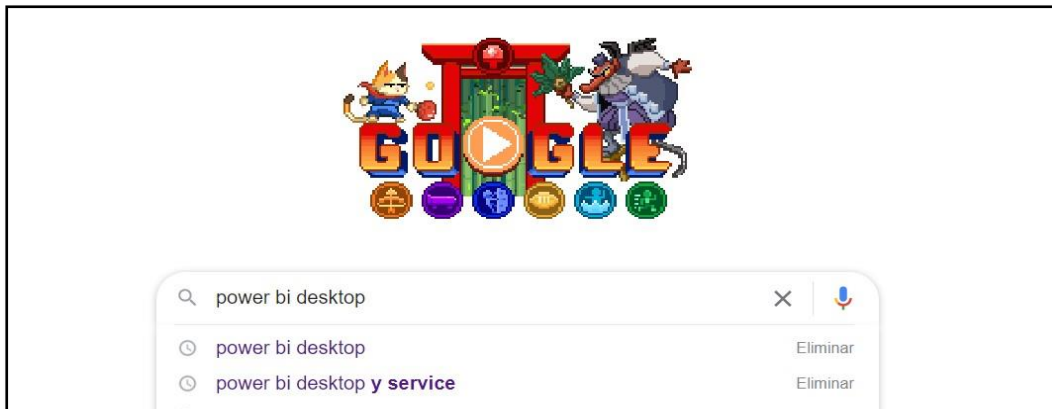 GOOGLE
power bi desktop
power bi desktop Eliminar
power bi desktop y service Eliminar